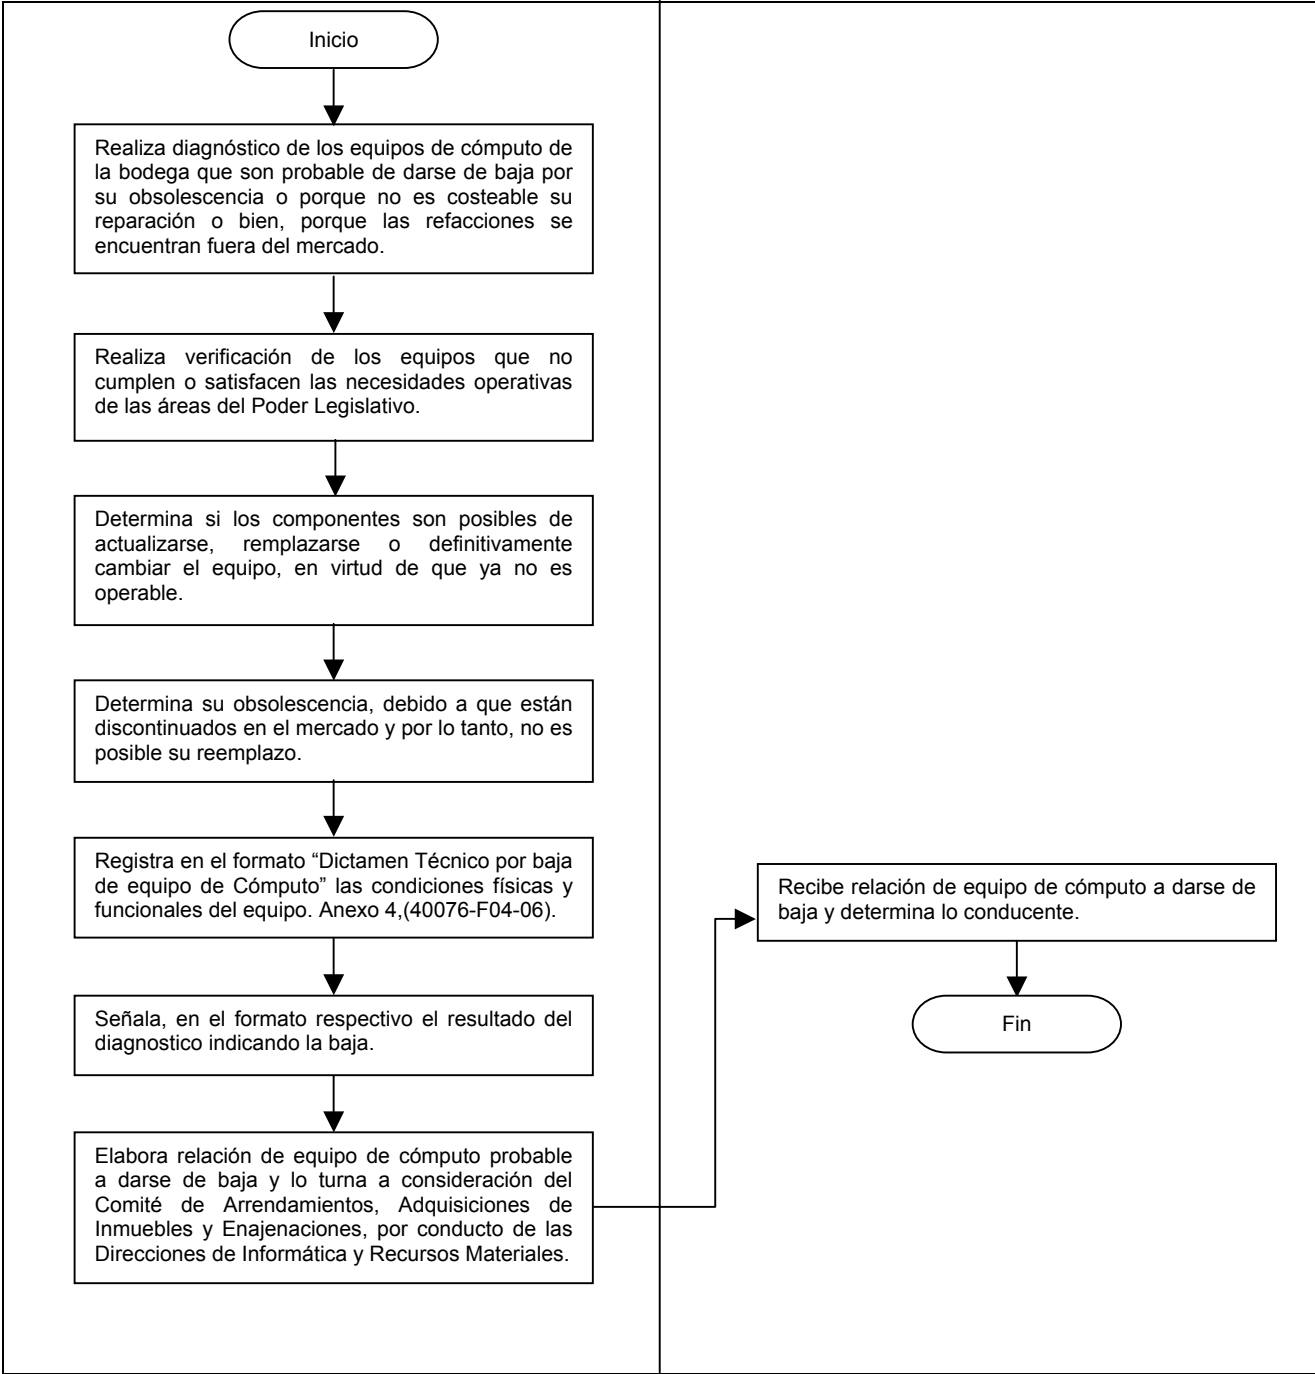 Inicio
Realiza diagnóstico de los equipos de cómputo de
la bodega que son probable de darse de baja por
su obsolescencia o porque no es costeable su
reparación o bien, porque las refacciones se
encuentran fuera del mercado.
Realiza verificación de los equipos que no
cumplen o satisfacen las necesidades operativas
de las áreas del Poder Legislativo.
Determina si los componentes son posibles de
actualizarse, remplazarse o definitivamente
cambiar el equipo, en virtud de que ya no es
operable.
Determina su obsolescencia, debido a que están
discontinuados en el mercado y por lo tanto, no es
posible su reemplazo.
Registra en el formato “Dictamen Técnico por baja
de equipo de Cómputo” las condiciones físicas y
funcionales del equipo. Anexo 4,(40076-F04-06).
Señala, en el formato respectivo el resultado del
diagnostico indicando la baja.
Elabora relación de equipo de cómputo probable
a darse de baja y lo turna a consideración del
Comité de Arrendamientos, Adquisiciones de
Inmuebles y Enajenaciones, por conducto de las
Direcciones de Informática y Recursos Materiales.
Recibe relación de equipo de cómputo a darse de
baja y determina lo conducente.
Fin